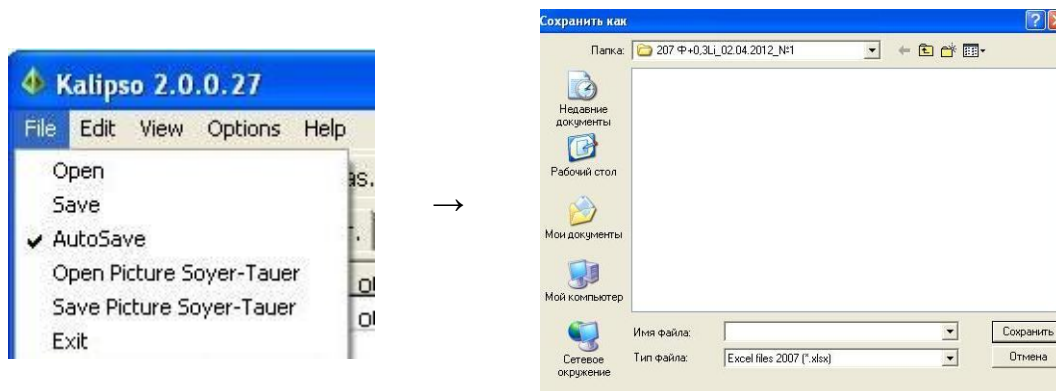 Kalipso 2.0.0.27
File Edit View Options Help
Open
Save
AutoSave
Open Picture Soyer-Tauer
Save Picture Soyer-Tauer
Exit
→
Сохранить как
Папка: 207 Ф+0,3Li_02.04.2012_№1
Недавние
документы
Рабочий стол
Мои документы
Мой компьютер
Сетевое
окружение
Имя файла:
Сохранить
Тип файла: Excel files 2007 (*.xlsx)
Отмена